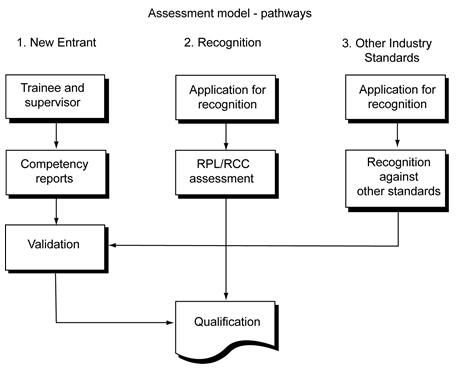 Assessment model - pathways
1. New Entrant
2. Recognition
3. Other Industry
Standards
Trainee and
supervisor
Application for
recognition
Application for
recognition
Competency
reports
RPL/RCC
assessment
Recognition
against
other standards
Validation
Qualification